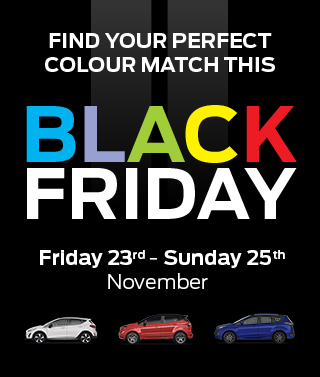 FIND YOUR PERFECT
COLOUR MATCH THIS
BLACK
FRIDAY
Friday 23rd - Sunday 25th
November